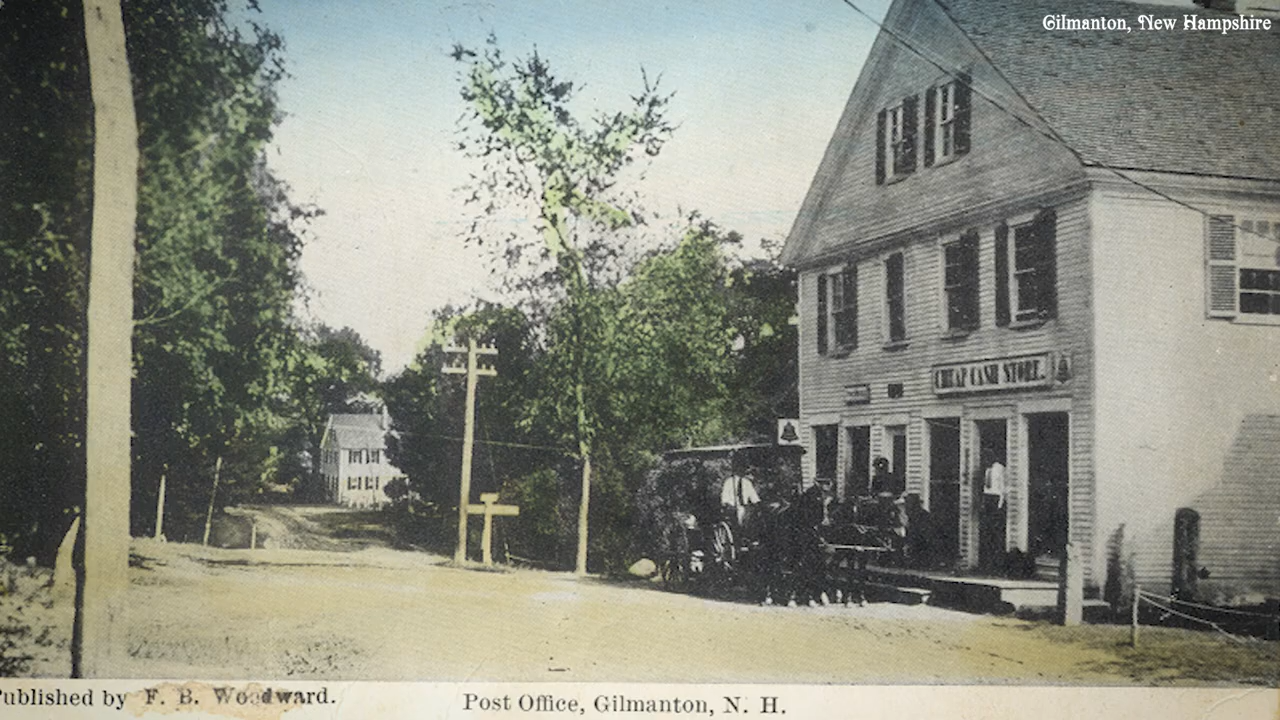 Gilmanton, New Hampshire
CHEAP CASH STORE.
Published by F. B. Woodward.
Post Office, Gilmanton, N. H.